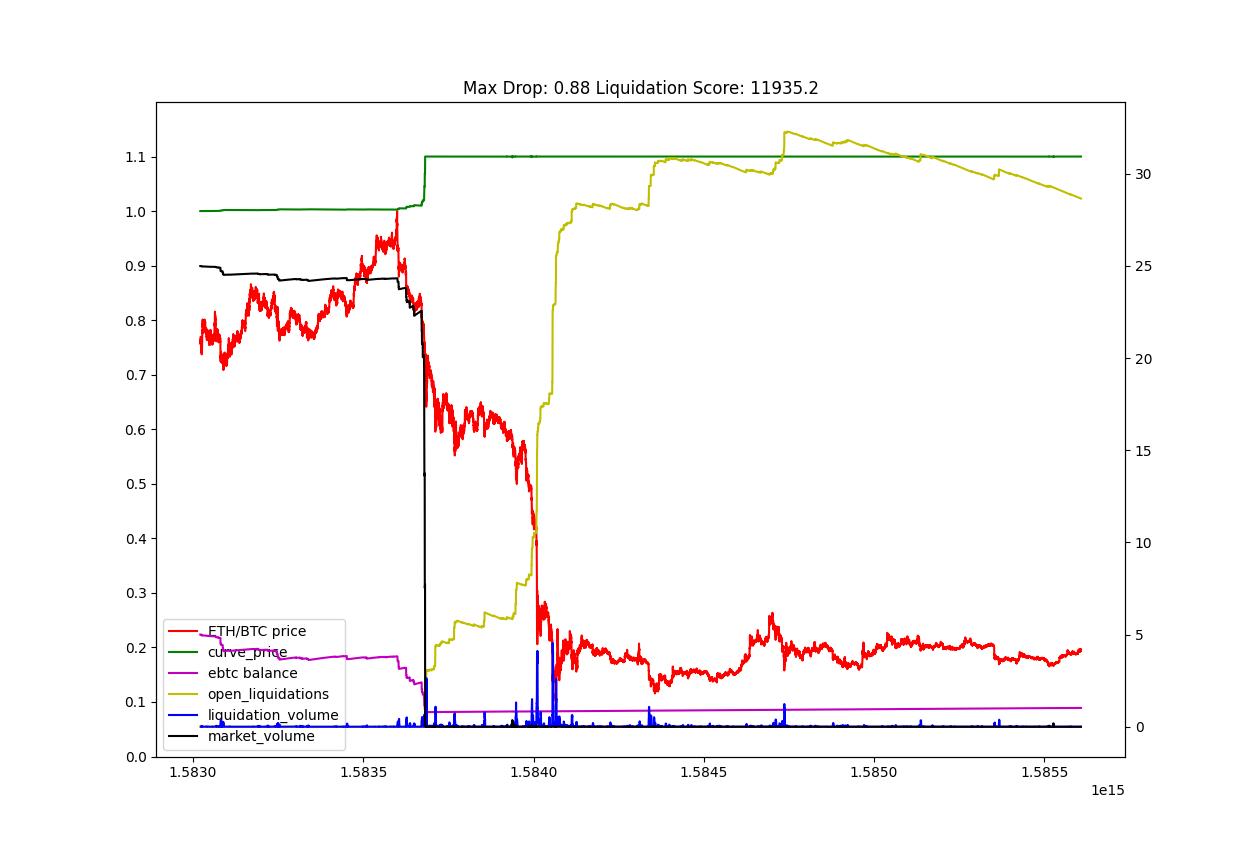 Max Drop: 0.88 Liquidation Score: 11935.2
1.1
1.0
0.9
0.8
0.7
0.6
0.5
0.4
0.3
0.2
0.1
0.0
30
25
20
15
10
5
0
ETH/BTC price
curve_price
ebtc balance
open_liquidations
liquidation_volume
market_volume
1.5830 1.5835 1.5840 1.5845 1.5850 1.5855
1e15